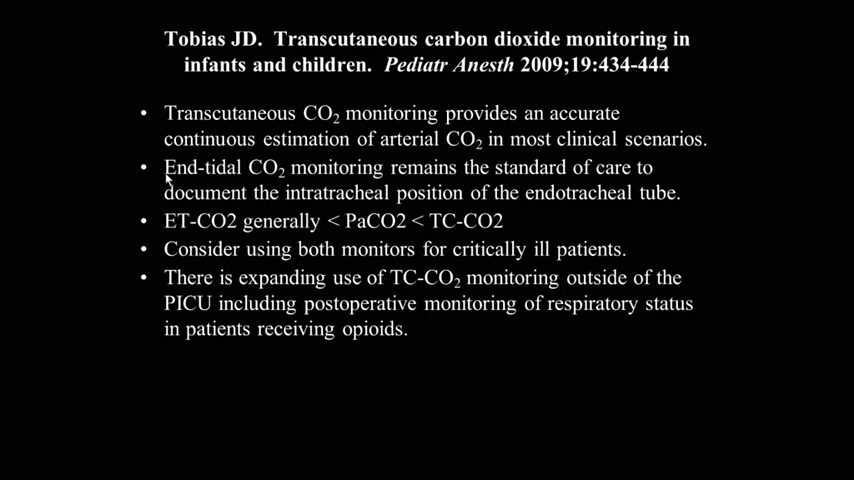 Tobias JD. Transcutaneous carbon dioxide monitoring in
infants and children. Pediatr Anesth 2009;19:434-444
• Transcutaneous CO₂ monitoring provides an accurate
continuous estimation of arterial CO₂ in most clinical scenarios.
• End-tidal CO₂ monitoring remains the standard of care to
document the intratracheal position of the endotracheal tube.
• ET-CO2 generally < PaCO2 < TC-CO2
• Consider using both monitors for critically ill patients.
• There is expanding use of TC-CO₂ monitoring outside of the
PICU including postoperative monitoring of respiratory status
in patients receiving opioids.